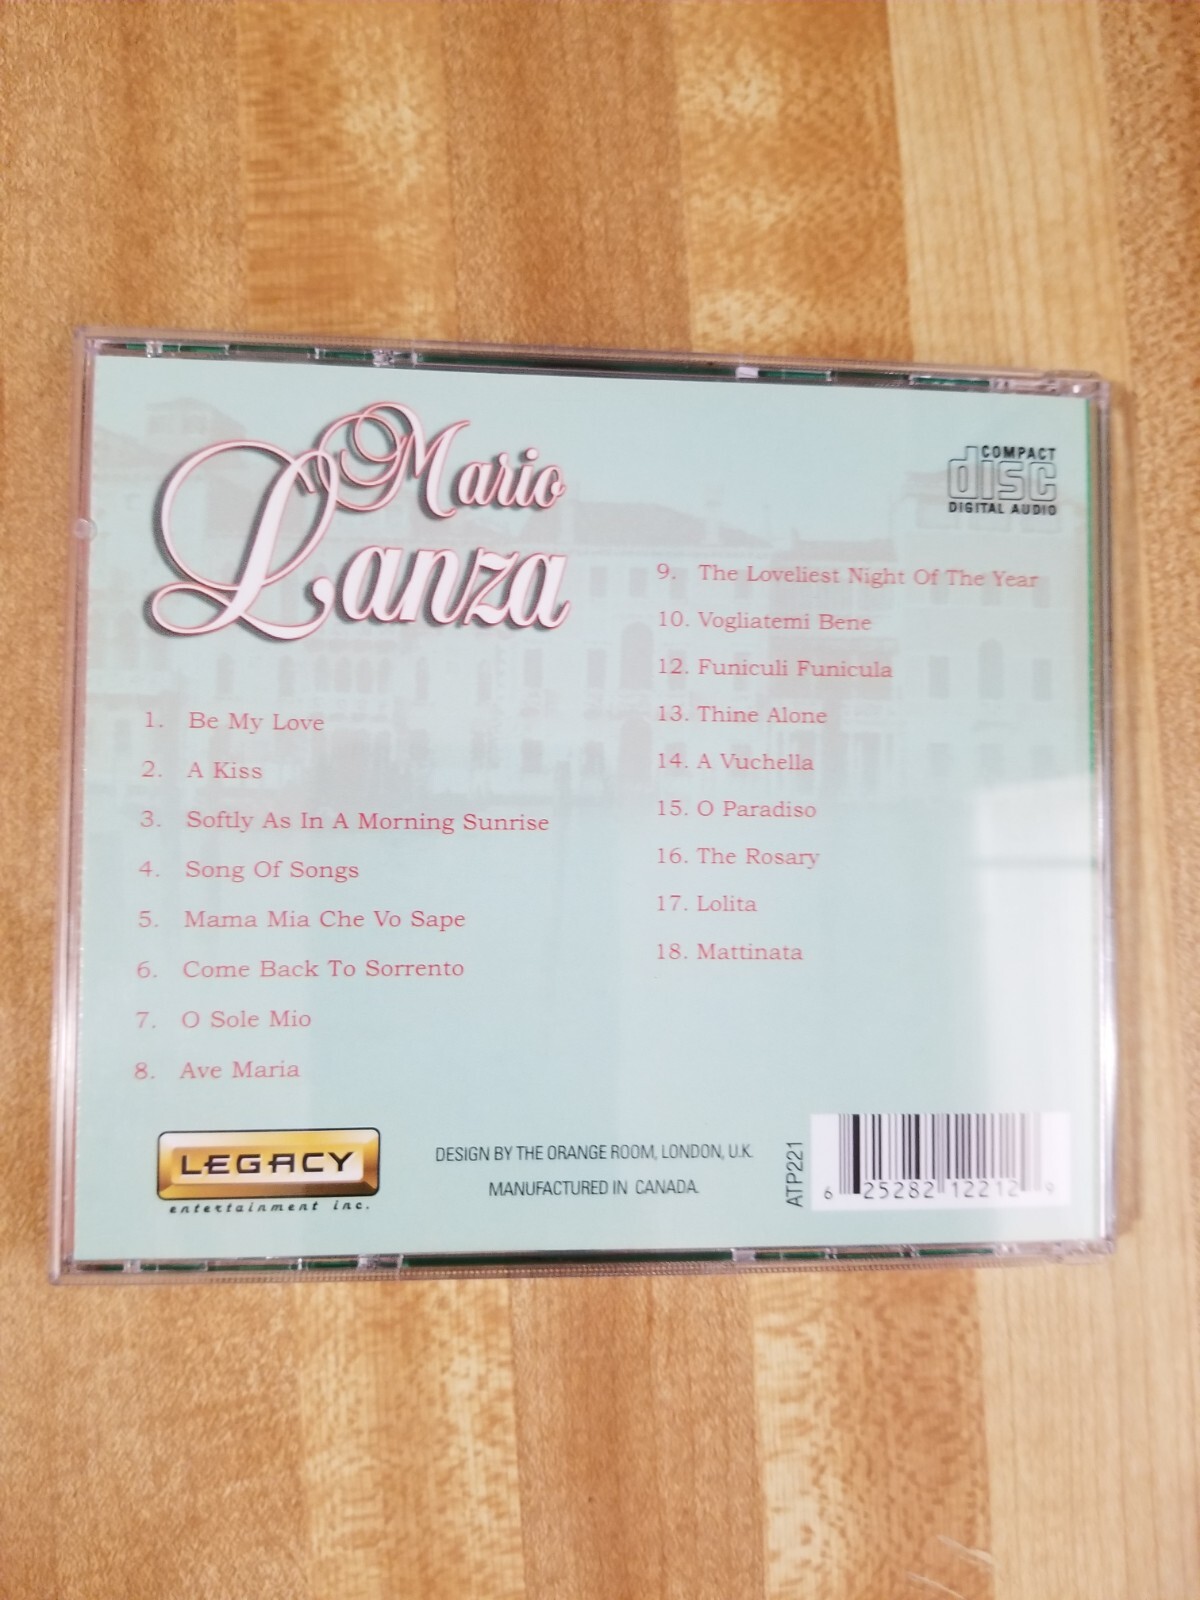 Mario
Lanza
COMPACT
disc
DIGITAL AUDIO
1. Be My Love
2. A Kiss
3. Softly As In A Morning Sunrise
4. Song Of Songs
5. Mama Mia Che Vo Sape
6. Come Back To Sorrento
7. O Sole Mio
8. Ave Maria
9. The Loveliest Night Of The Year
10. Vogliatemi Bene
12. Funiculi Funicula
13. Thine Alone
14. A Vuchella
15. O Paradiso
16. The Rosary
17. Lolita
18. Mattinata
LEGACY
entertainment inc.
DESIGN BY THE ORANGE ROOM, LONDON, U.K.
MANUFACTURED IN CANADA.
ATP221
6 25282 12212 9